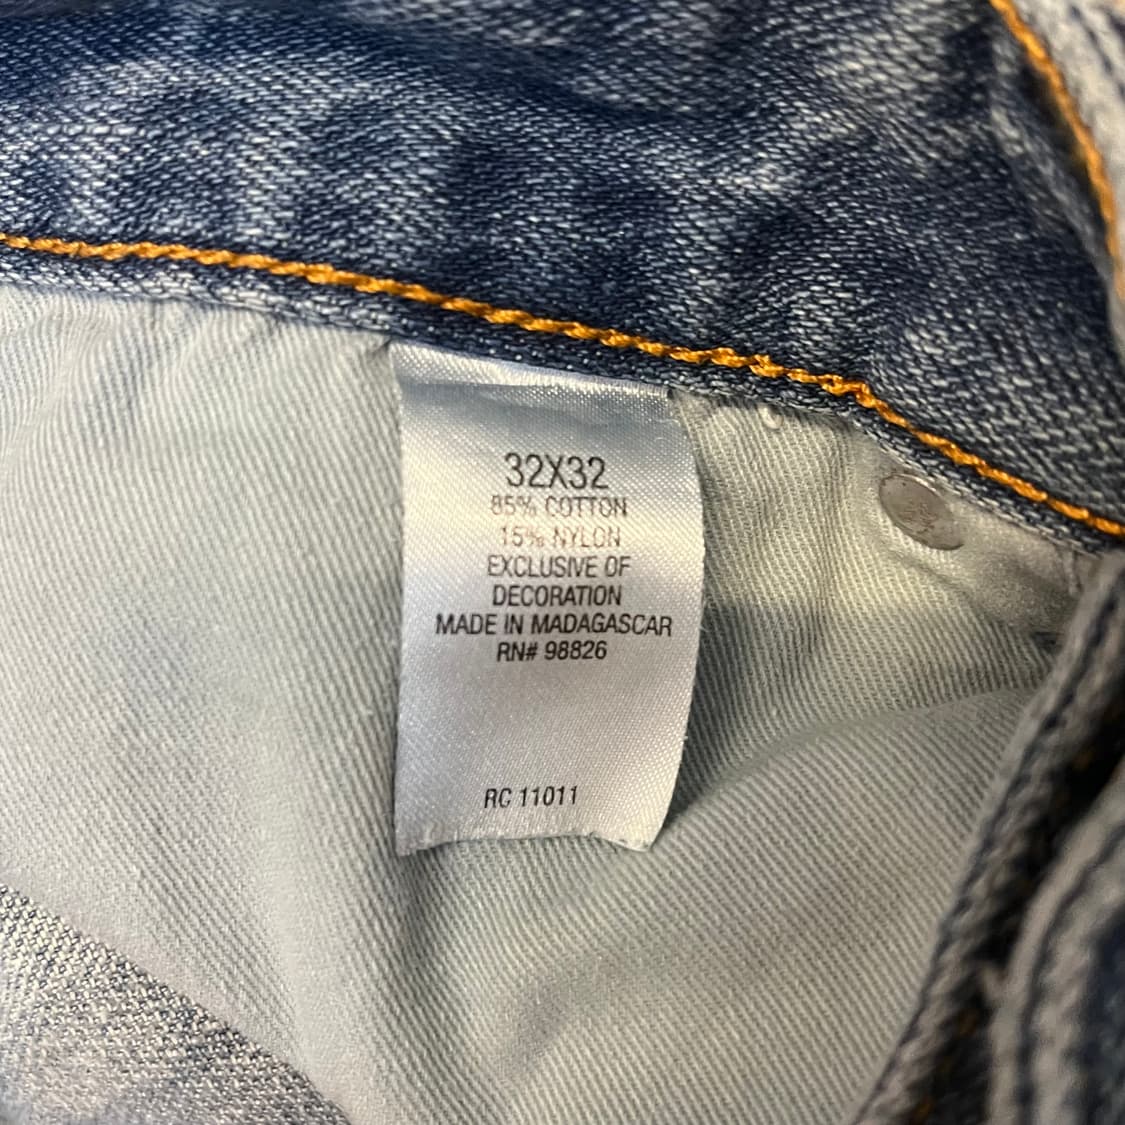 32X32
85% COTTON
15% NYLON
EXCLUSIVE OF
DECORATION
MADE IN MADAGASCAR
RN# 98826
RC 11011